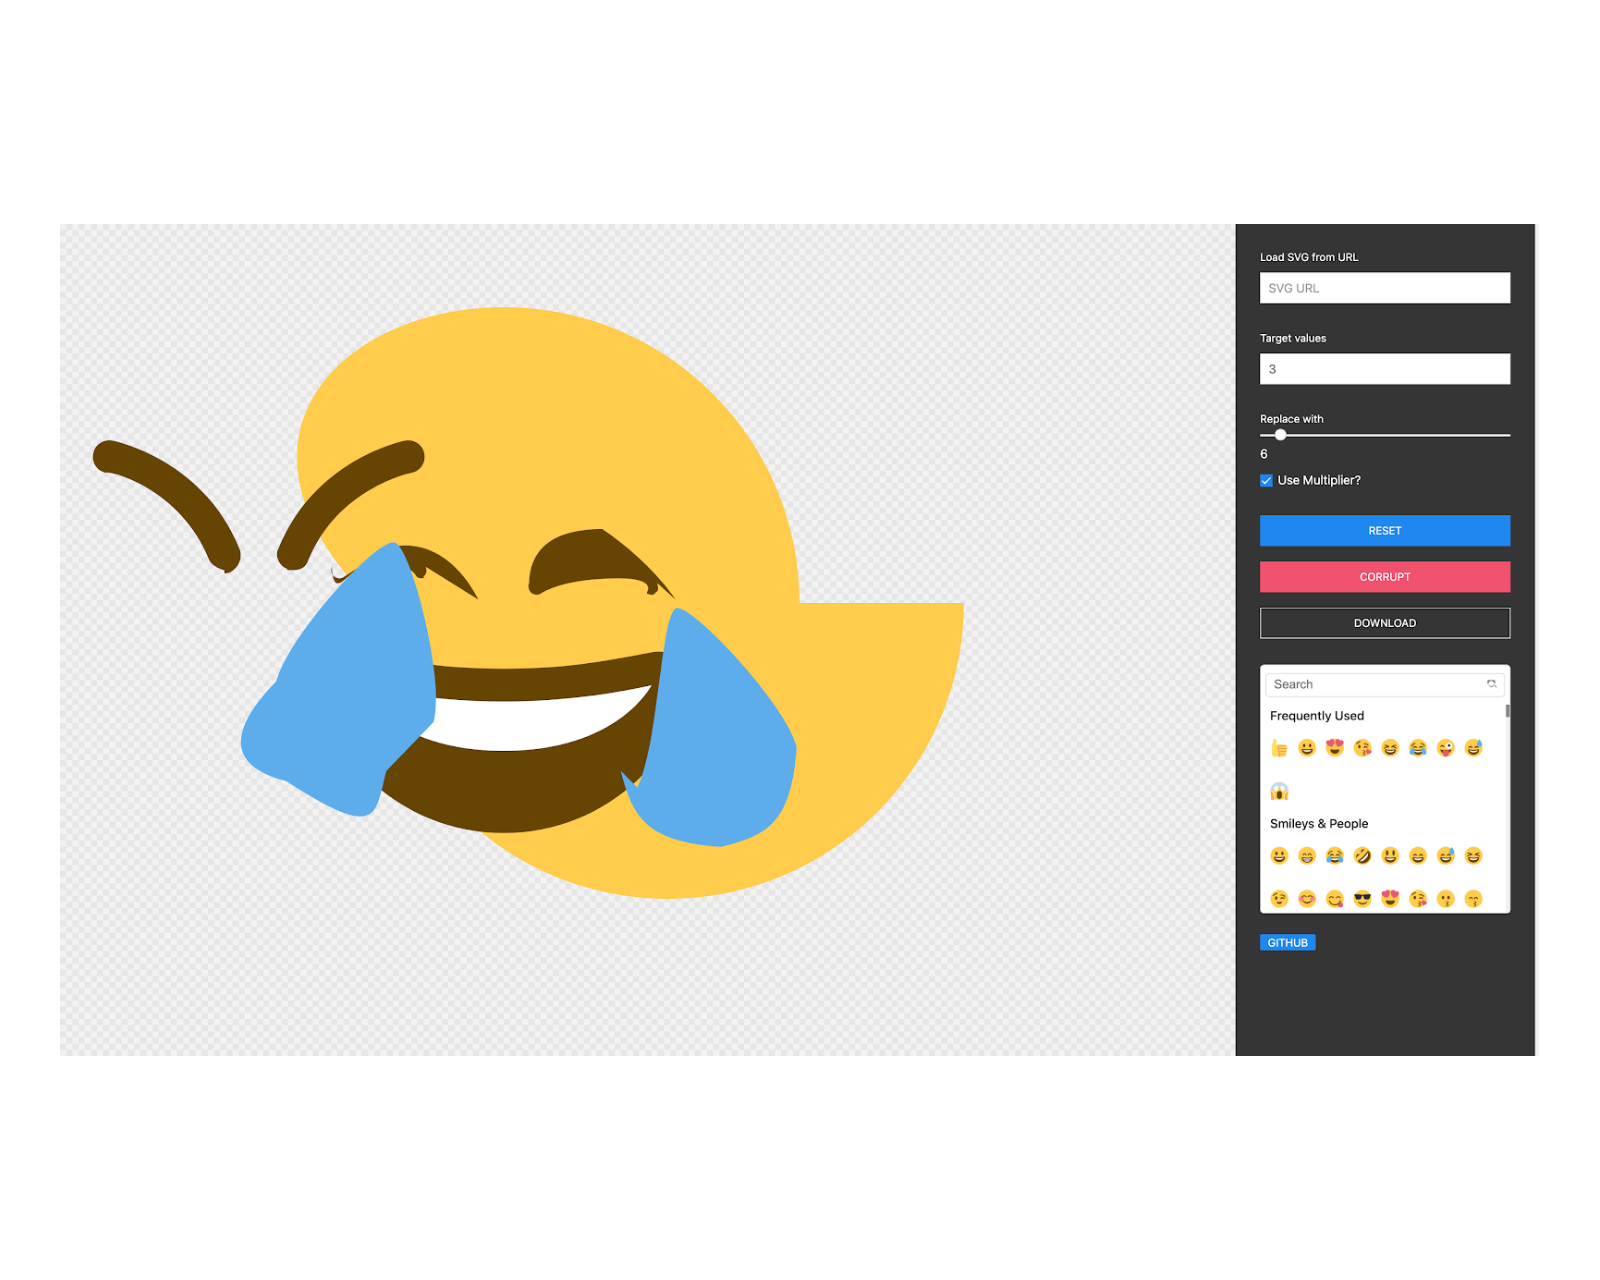 Load SVG from URL
SVG URL
Target values
3
Replace with
6
Use Multiplier?
RESET
CORRUPT
DOWNLOAD
Search
Frequently Used
Smileys & People
GITHUB